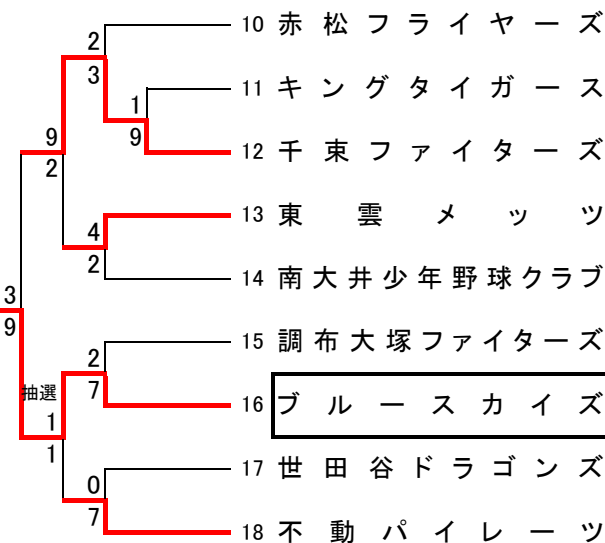 2
10 赤松フライヤーズ
3
1
11 キングタイガース
9
9
12 千束ファイターズ
2
4
13 東雲メッツ
2
14 南大井少年野球クラブ
3
9
2
15 調布大塚ファイターズ
7
抽選
1
16 ブルースカイズ
1
0
17 世田谷ドラゴンズ
7
18 不動パイレーツ